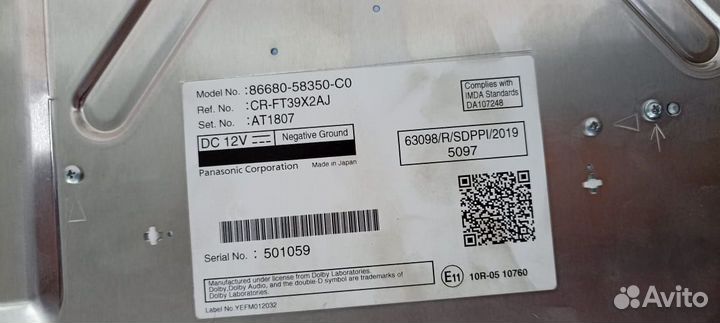 Model No. :86680-58350-C0
Ref. No. :CR-FT39X2AJ
Set. No. :AT1807
DC 12V Negative Ground
Panasonic Corporation Made in Japan
Complies with
IMDA Standards
DA107248
63098/R/SDPPI/2019
5097
Serial No. : 501059
Manufactured under license from Dolby Laboratories.
Dolby, Dolby Audio, and the double-D symbol are trademarks of
Dolby Laboratories.
Label No YEFM012032
E11 10R-05 10760
Avito